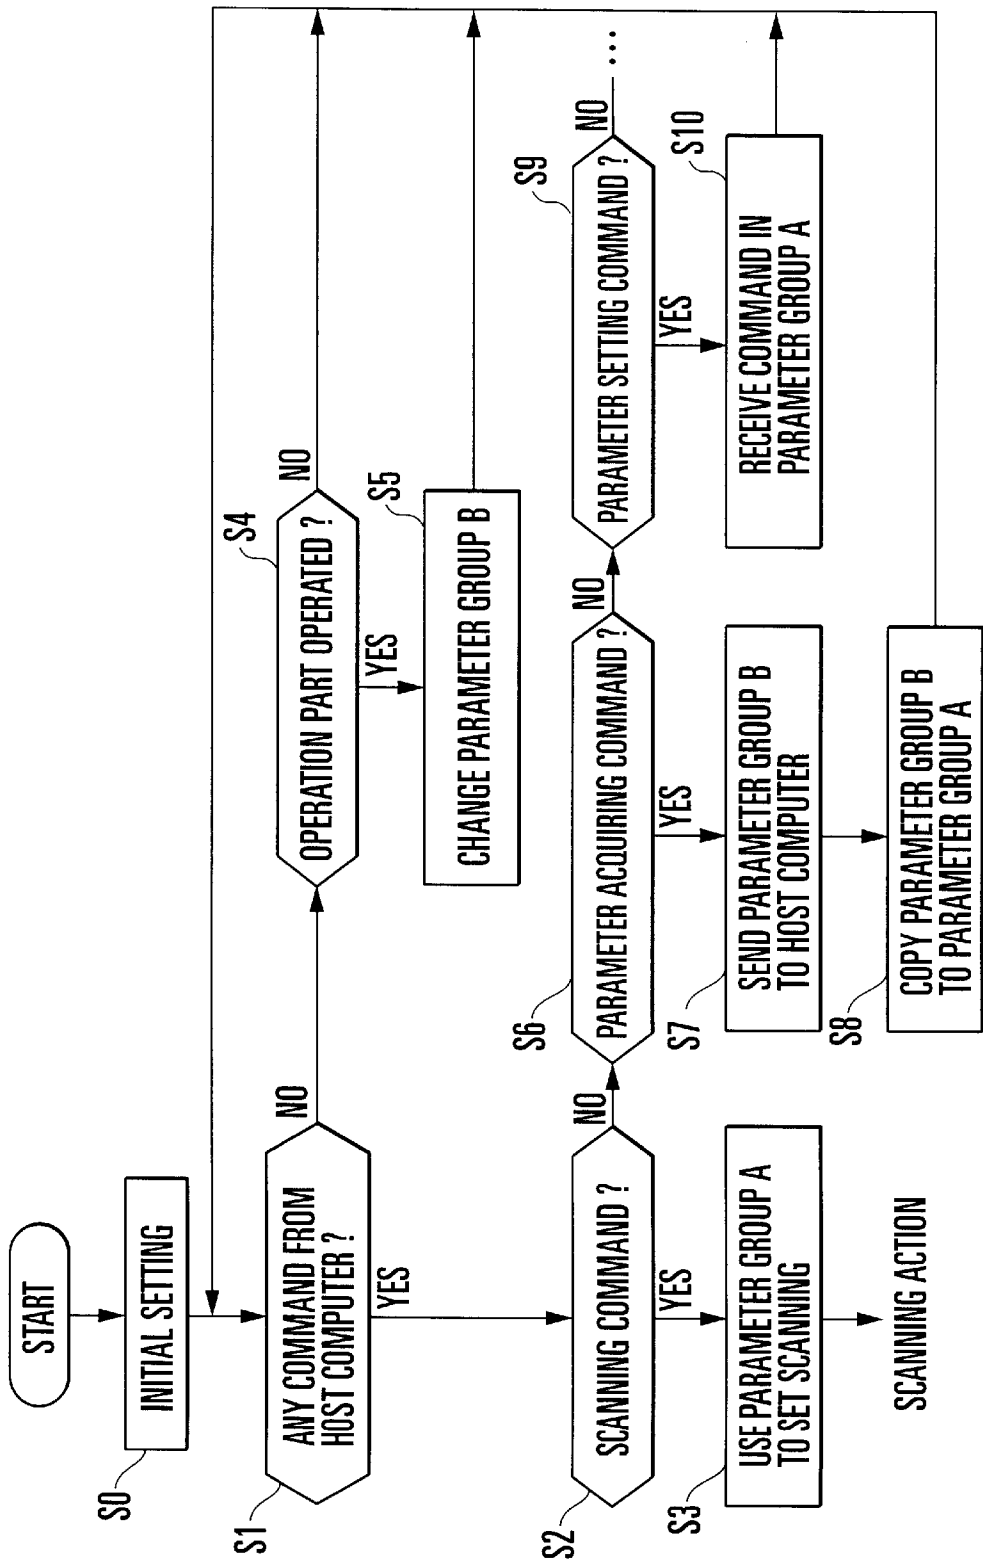 START
S0
INITIAL SETTING
S1
ANY COMMAND FROM
HOST COMPUTER ?
NO
YES
S4
OPERATION PART OPERATED ?
NO
YES
S5
CHANGE PARAMETER GROUP B
S2
SCANNING COMMAND ?
NO
YES
S3
USE PARAMETER GROUP A
TO SET SCANNING
SCANNING ACTION
S6
PARAMETER ACQUIRING COMMAND ?
NO
YES
S7
SEND PARAMETER GROUP B
TO HOST COMPUTER
S8
COPY PARAMETER GROUP B
TO PARAMETER GROUP A
S9
PARAMETER SETTING COMMAND ?
NO
...
YES
S10
RECEIVE COMMAND IN
PARAMETER GROUP A